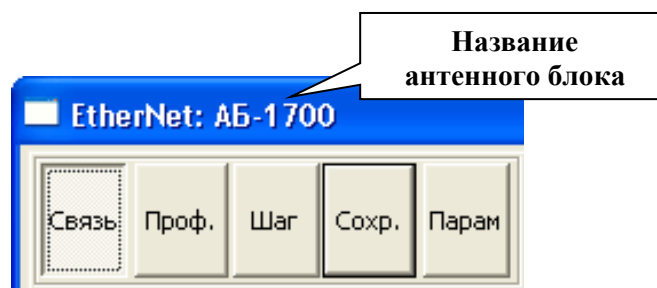 Название
антенного блока
EtherNet: АБ-1700
Связь Проф. Шаг Сохр. Парам